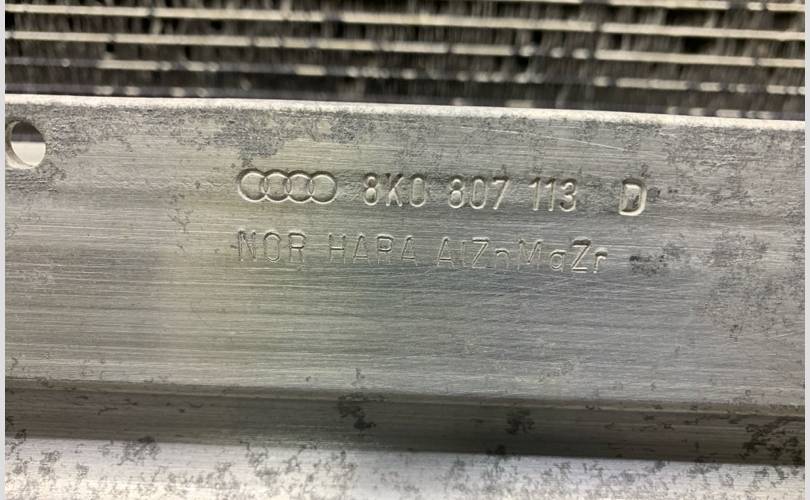 8K0 807 113 D
NOR HARA AlZnMgZr